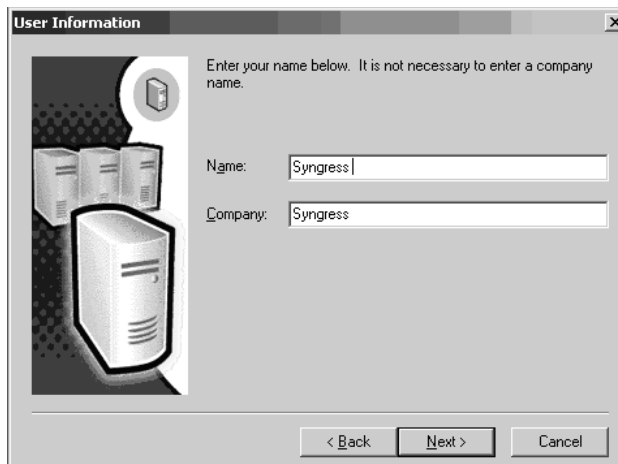 User Information
Enter your name below. It is not necessary to enter a company
name.
Name: Syngress
Company: Syngress
< Back Next > Cancel